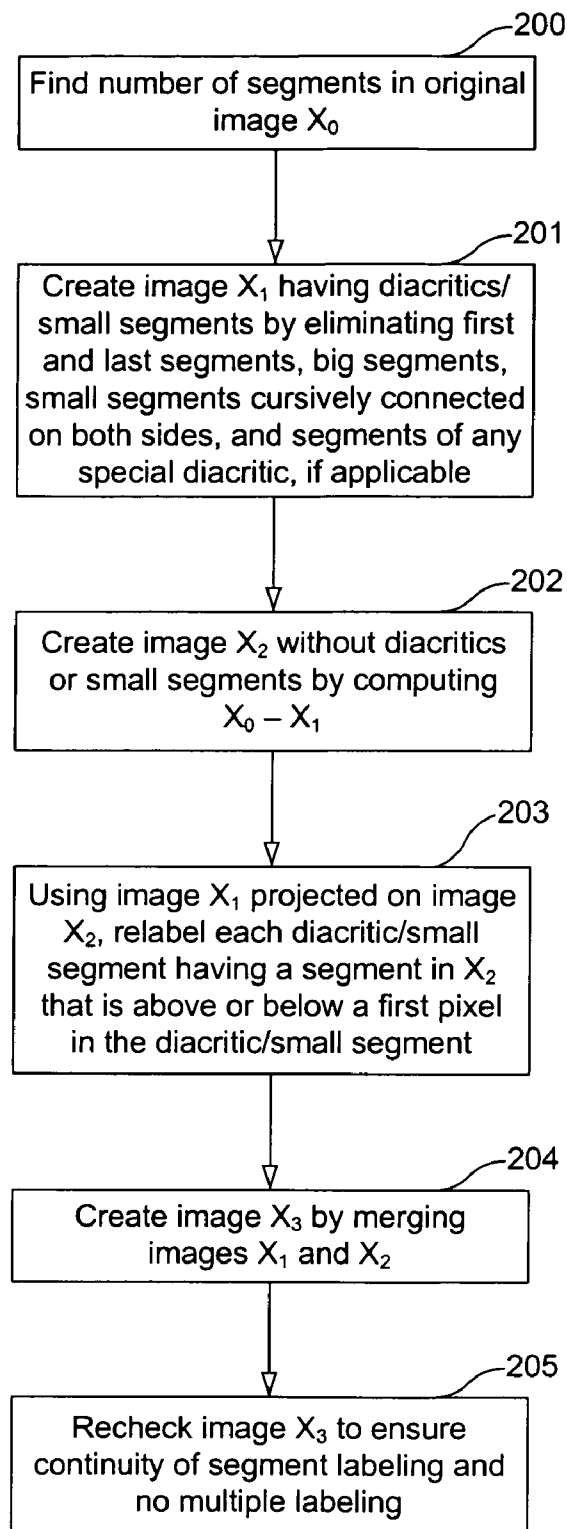 200
Find number of segments in original
image X₀
201
Create image X₁ having diacritics/
small segments by eliminating first
and last segments, big segments,
small segments cursively connected
on both sides, and segments of any
special diacritic, if applicable
202
Create image X₂ without diacritics
or small segments by computing
X₀ – X₁
203
Using image X₁ projected on image
X₂, relabel each diacritic/small
segment having a segment in X₂
that is above or below a first pixel
in the diacritic/small segment
204
Create image X₃ by merging
images X₁ and X₂
205
Recheck image X₃ to ensure
continuity of segment labeling and
no multiple labeling